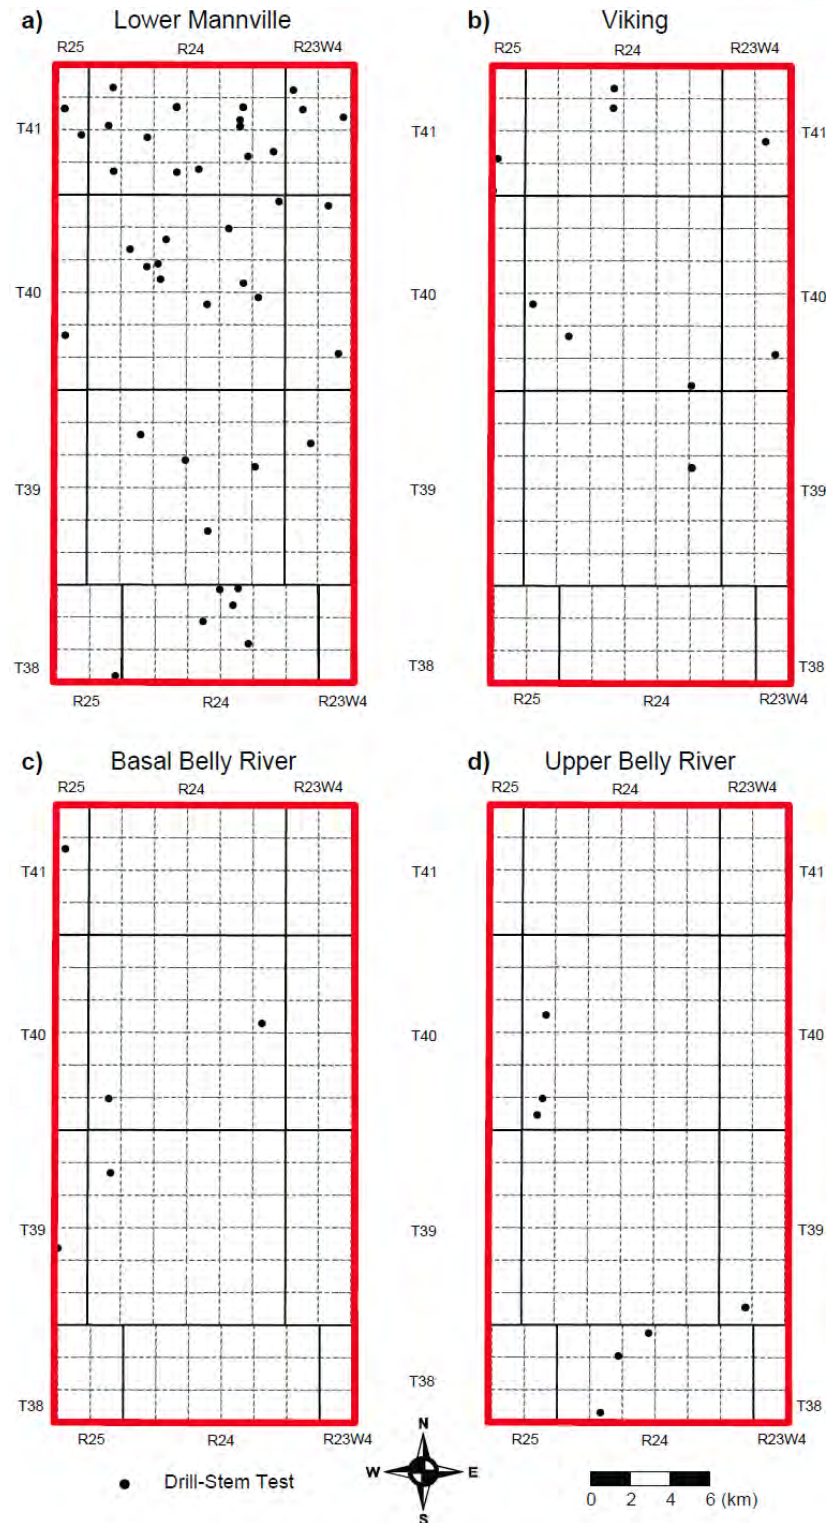 a) Lower Mannville
b) Viking
R25 R24 R23W4
R25 R24 R23W4
T41 T41 T41
T40 T40 T40
T39 T39 T39
T38 T38 T38
R25 R24 R23W4
R25 R24 R23W4
c) Basal Belly River
d) Upper Belly River
R25 R24 R23W4
R25 R24 R23W4
T41 T41 T41
T40 T40 T40
T39 T39 T39
T38 T38 T38
R25 R24 R23W4
R25 R24 R23W4
N
W E
S
Drill-Stem Test
0 2 4 6 (km)